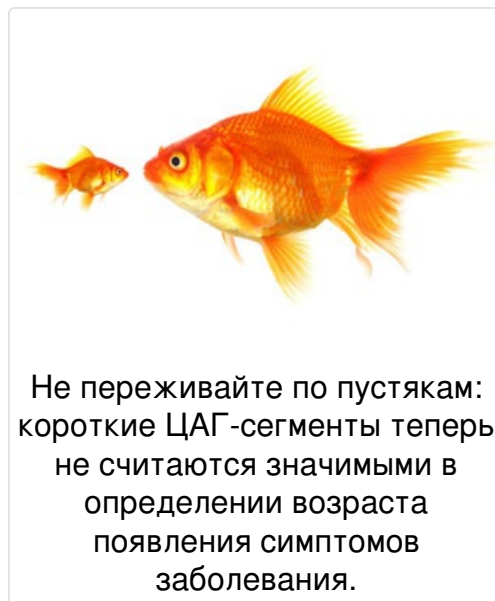 Не переживайте по пустякам:
короткие ЦАГ-сегменты теперь
не считаются значимыми в
определении возраста
появления симптомов
заболевания.